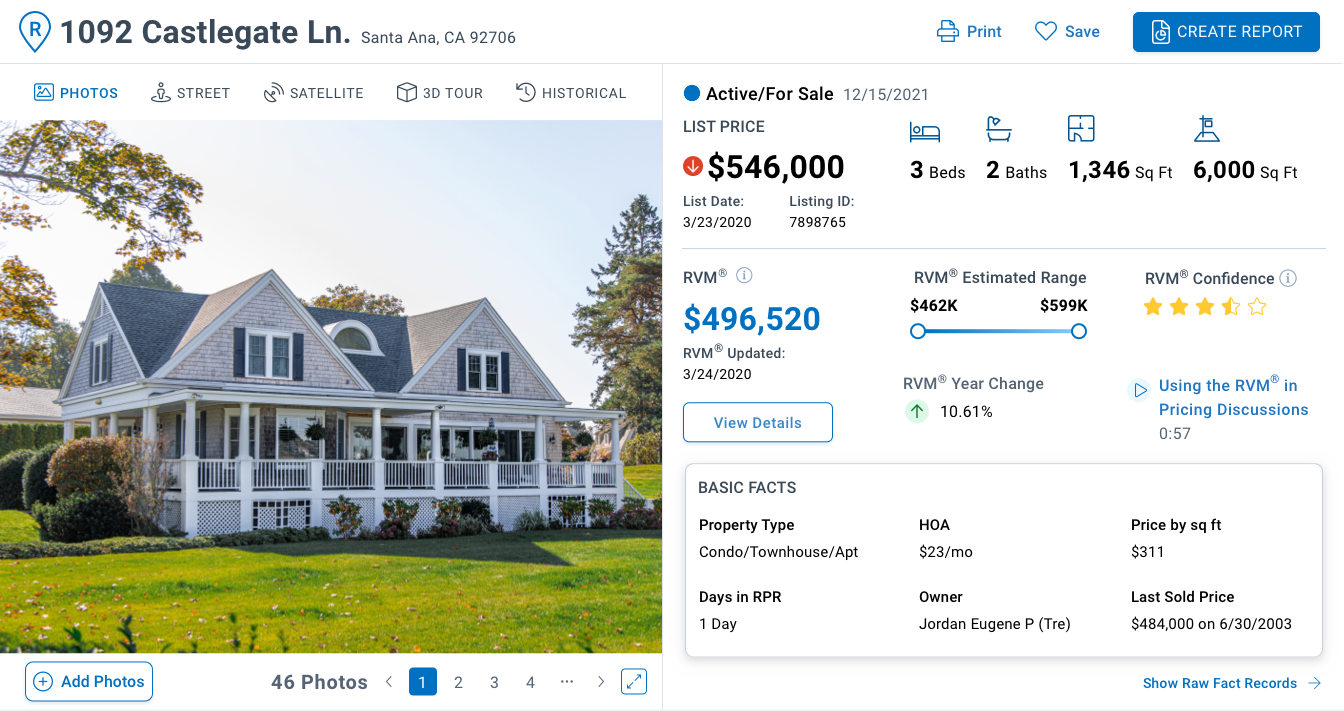 R 1092 Castlegate Ln. Santa Ana, CA 92706
Print Save CREATE REPORT
PHOTOS STREET SATELLITE 3D TOUR HISTORICAL
Active/For Sale 12/15/2021
LIST PRICE
$546,000
3 Beds 2 Baths 1,346 Sq Ft 6,000 Sq Ft
List Date: Listing ID:
3/23/2020 7898765
RVM®
$496,520
RVM® Updated:
3/24/2020
View Details
RVM® Estimated Range
$462K $599K
RVM® Confidence
RVM® Year Change
10.61%
Using the RVM® in
Pricing Discussions
0:57
BASIC FACTS
Property Type HOA Price by sq ft
Condo/Townhouse/Apt $23/mo $311
Days in RPR Owner Last Sold Price
1 Day Jordan Eugene P (Tre) $484,000 on 6/30/2003
Add Photos 46 Photos 1 2 3 4 ...
Show Raw Fact Records